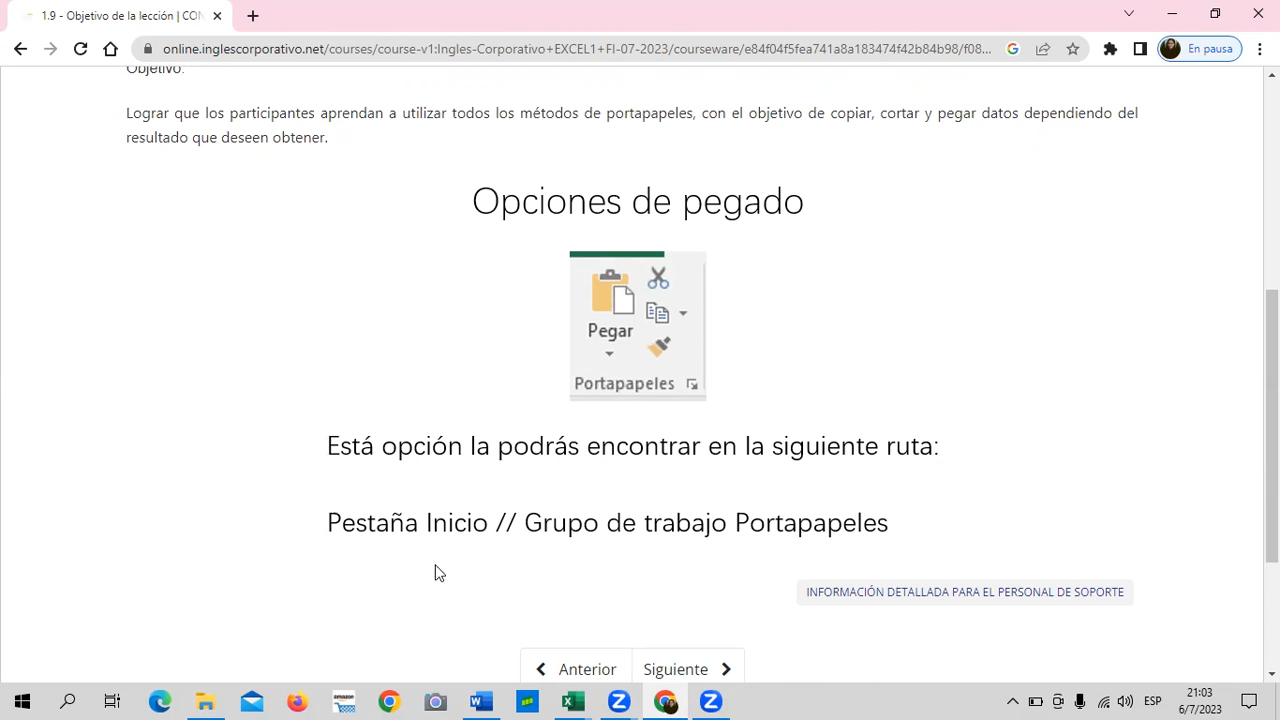 1.9 - Objetivo de la lección | CON
online.inglescorporativo.net/courses/course-v1:Ingles-Corporativo+EXCEL1+FI-07-2023/courseware/e84f04f5fea741a8a183474f42b84b98/f08...
En pausa
Objetivo:
Lograr que los participantes aprendan a utilizar todos los métodos de portapapeles, con el objetivo de copiar, cortar y pegar datos dependiendo del
resultado que deseen obtener.
Opciones de pegado
Pegar
Portapapeles
Está opción la podrás encontrar en la siguiente ruta:
Pestaña Inicio // Grupo de trabajo Portapapeles
INFORMACIÓN DETALLADA PARA EL PERSONAL DE SOPORTE
Anterior
Siguiente
amazon
ESP
21:03
6/7/2023